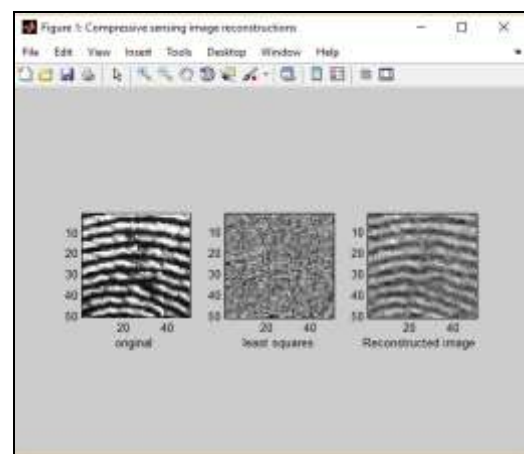 Figure 1: Compressive sensing image reconstructions
File Edit View Insert Tools Desktop Window Help
10 20 30 40 50
20 40
original
10 20 30 40 50
20 40
least squares
10 20 30 40 50
20 40
Reconstructed image